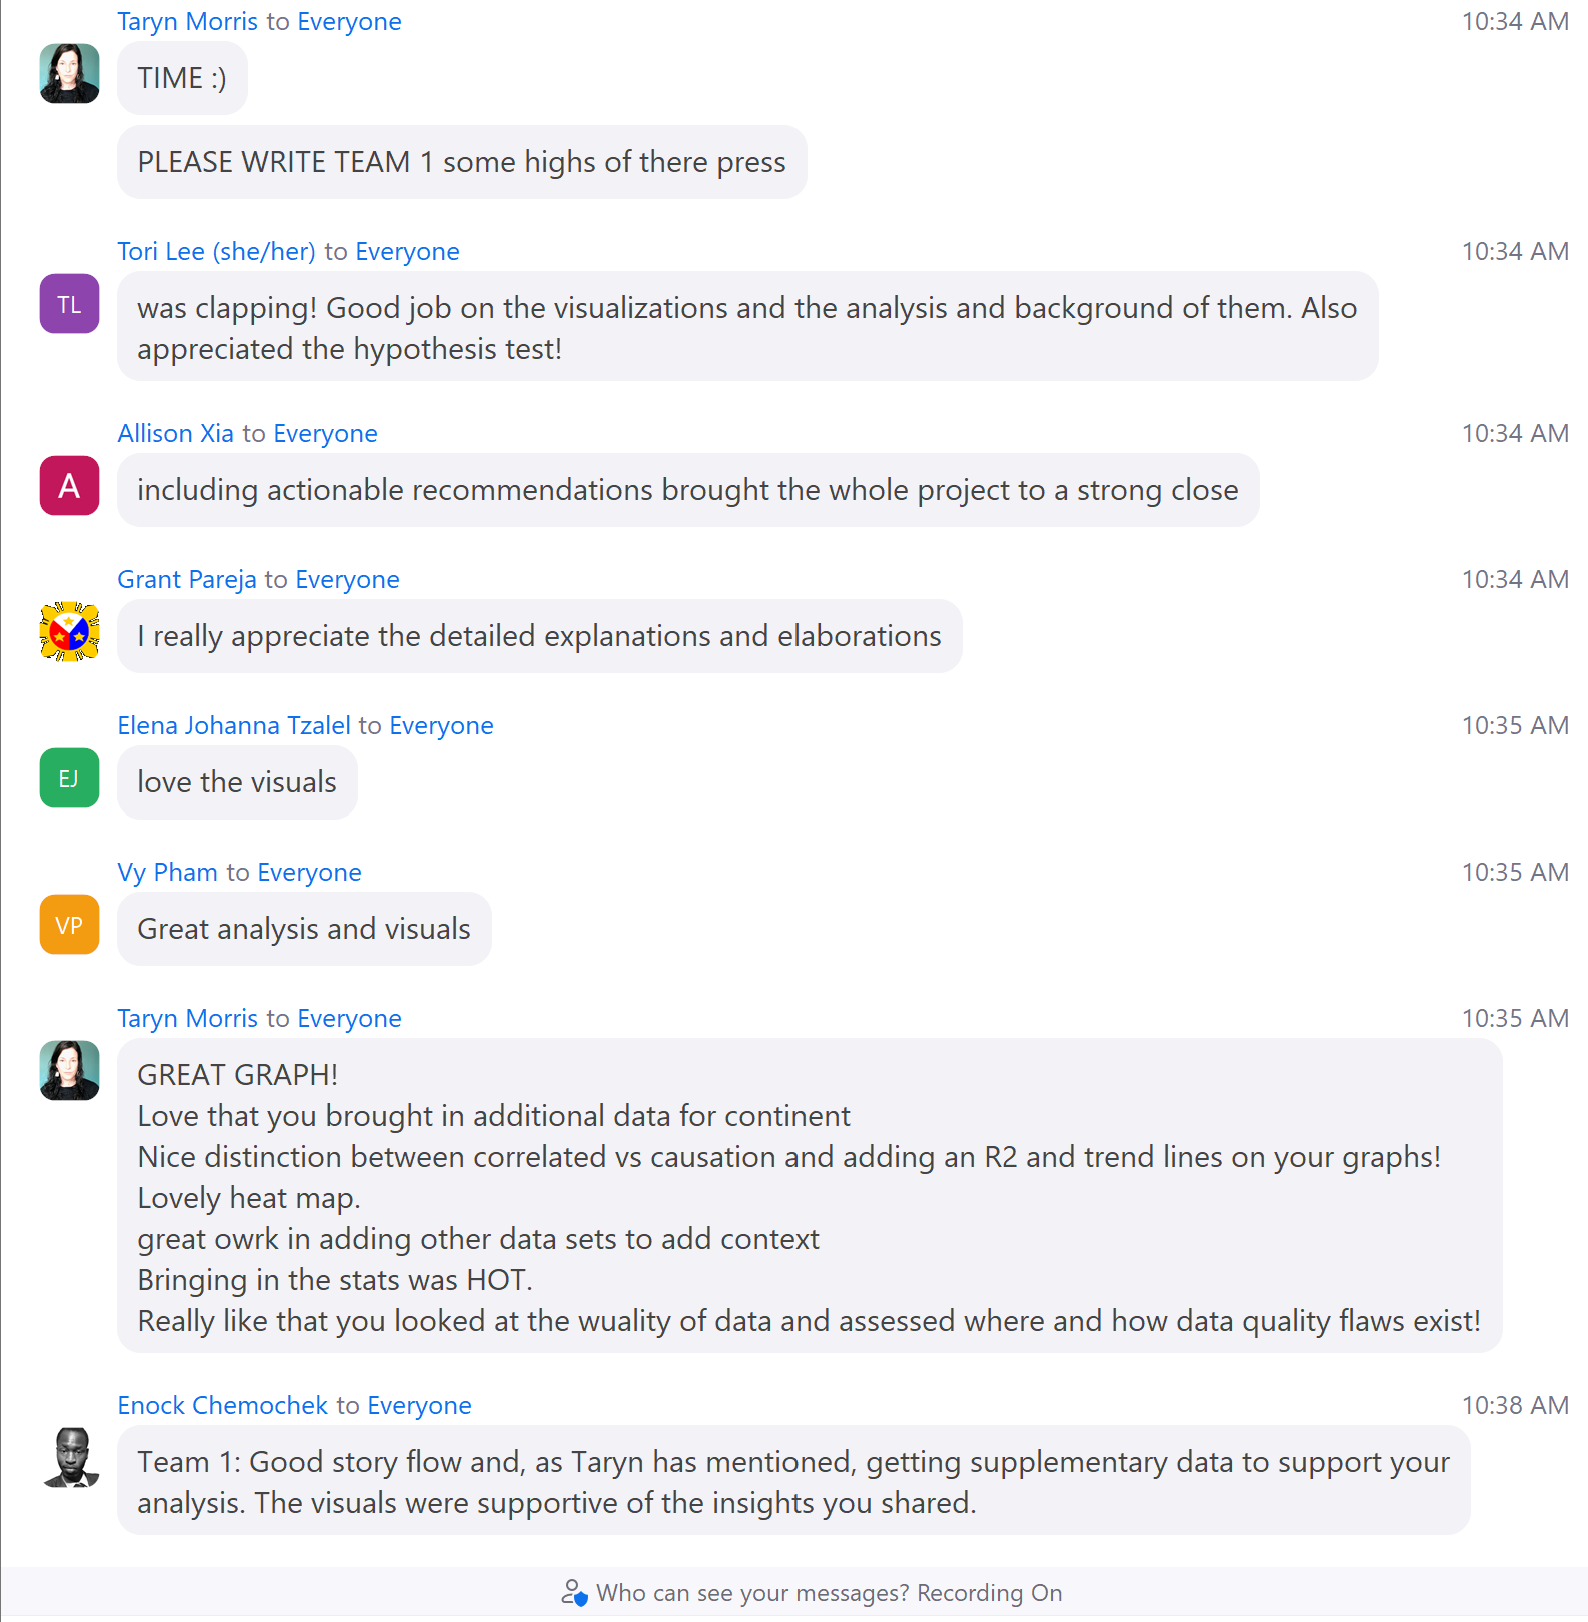 Taryn Morris to Everyone 10:34 AM
TIME :)
PLEASE WRITE TEAM 1 some highs of there press
Tori Lee (she/her) to Everyone 10:34 AM
TL
was clapping! Good job on the visualizations and the analysis and background of them. Also
appreciated the hypothesis test!
Allison Xia to Everyone 10:34 AM
A
including actionable recommendations brought the whole project to a strong close
Grant Pareja to Everyone 10:34 AM
I really appreciate the detailed explanations and elaborations
Elena Johanna Tzalel to Everyone 10:35 AM
EJ
love the visuals
Vy Pham to Everyone 10:35 AM
VP
Great analysis and visuals
Taryn Morris to Everyone 10:35 AM
GREAT GRAPH!
Love that you brought in additional data for continent
Nice distinction between correlated vs causation and adding an R2 and trend lines on your graphs!
Lovely heat map.
great owrk in adding other data sets to add context
Bringing in the stats was HOT.
Really like that you looked at the wuality of data and assessed where and how data quality flaws exist!
Enock Chemochek to Everyone 10:38 AM
Team 1: Good story flow and, as Taryn has mentioned, getting supplementary data to support your
analysis. The visuals were supportive of the insights you shared.
Who can see your messages? Recording On